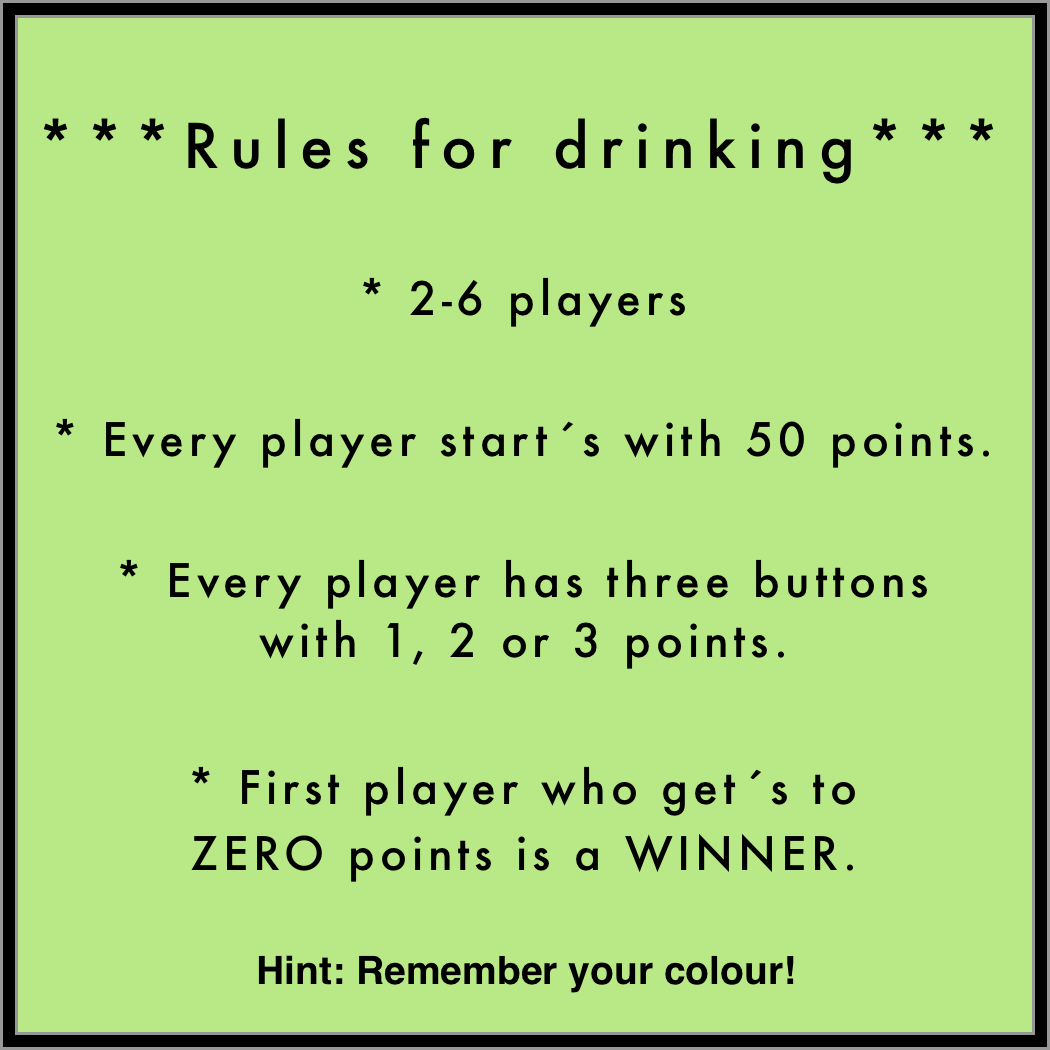 ***Rules for drinking***
* 2-6 players
* Every player start´s with 50 points.
* Every player has three buttons
with 1, 2 or 3 points.
* First player who get´s to
ZERO points is a WINNER.
Hint: Remember your colour!